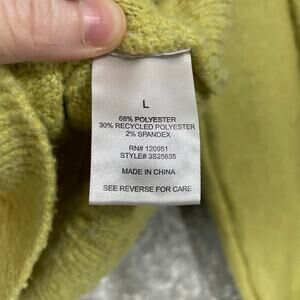 L
68% POLYESTER
30% RECYCLED POLYESTER
2% SPANDEX
RN# 120951
STYLE# 3S25635
MADE IN CHINA
SEE REVERSE FOR CARE